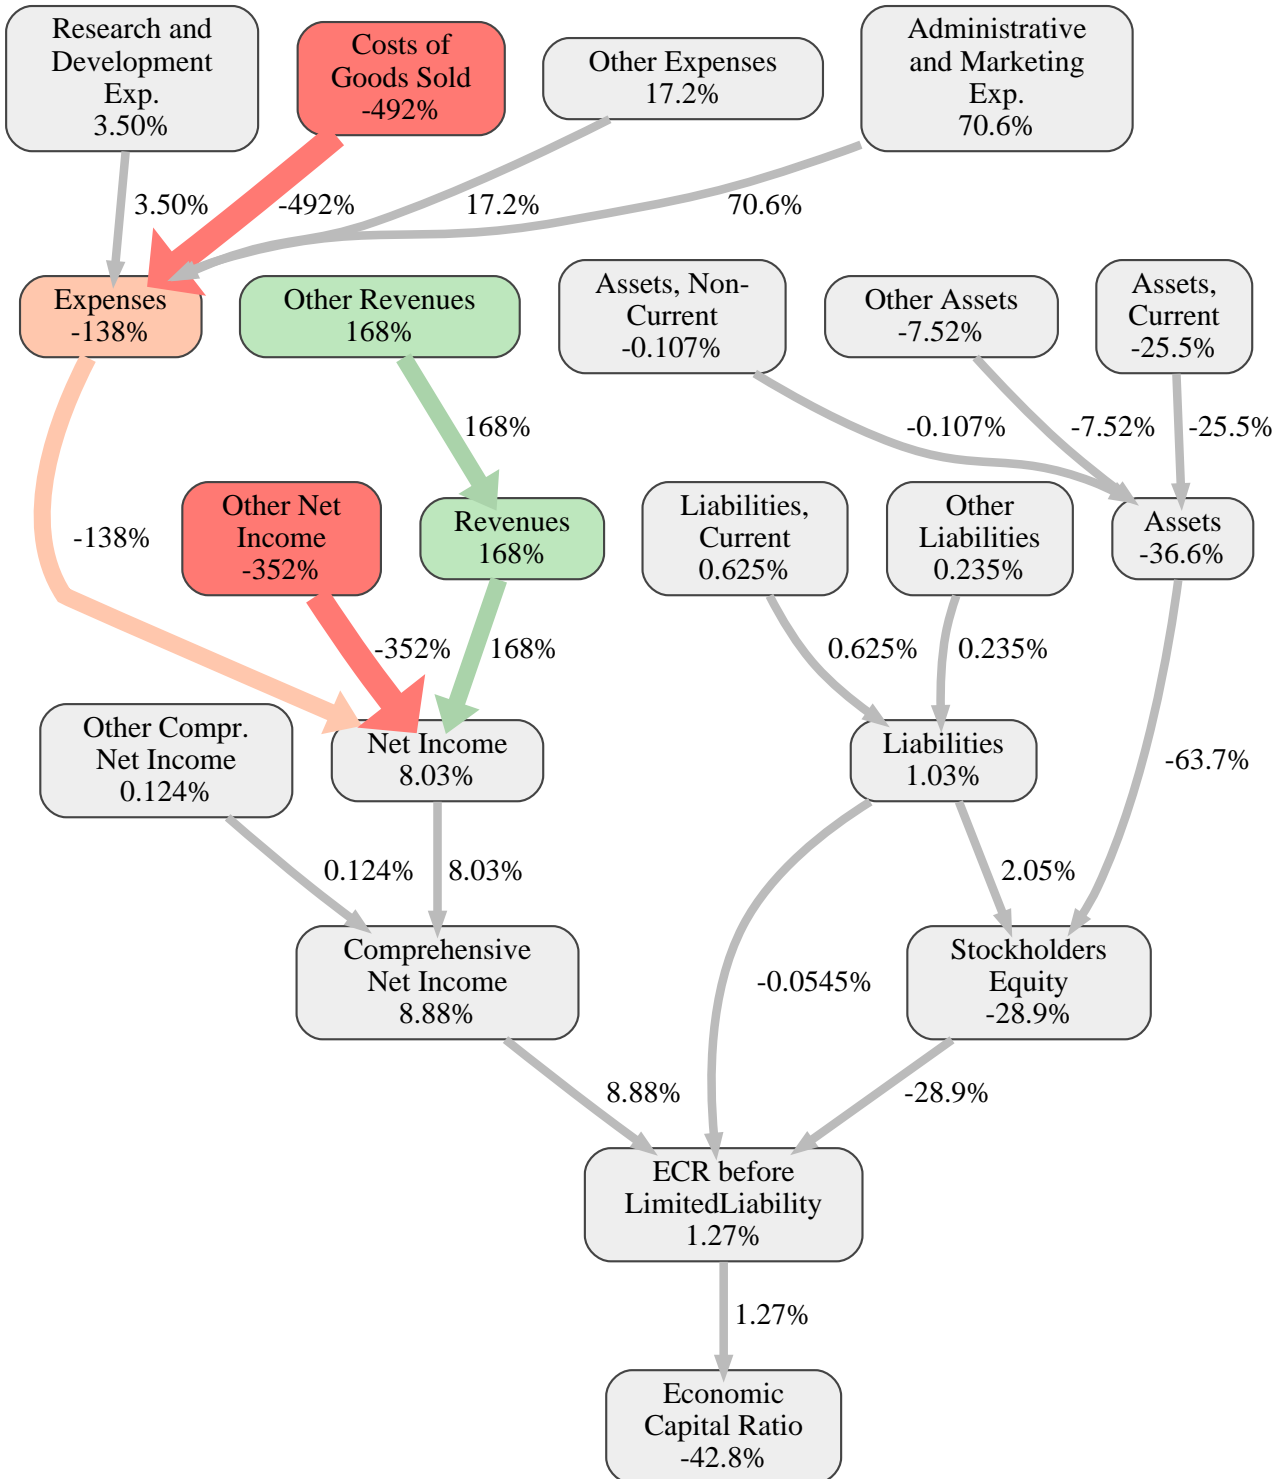 Research and
Development
Exp.
3.50%
Costs of
Goods Sold
-492%
Other Expenses
17.2%
Administrative
and Marketing
Exp.
70.6%
3.50%
-492%
17.2%
70.6%
Expenses
-138%
Other Revenues
168%
Assets, Non-
Current
-0.107%
Other Assets
-7.52%
Assets,
Current
-25.5%
168%
-0.107%
-7.52%
-25.5%
-138%
Other Net
Income
-352%
Revenues
168%
Liabilities,
Current
0.625%
Other
Liabilities
0.235%
Assets
-36.6%
-352%
168%
0.625%
0.235%
-63.7%
Other Compr.
Net Income
0.124%
Net Income
8.03%
Liabilities
1.03%
0.124%
8.03%
2.05%
Comprehensive
Net Income
8.88%
-0.0545%
Stockholders
Equity
-28.9%
8.88%
-28.9%
ECR before
LimitedLiability
1.27%
1.27%
Economic
Capital Ratio
-42.8%